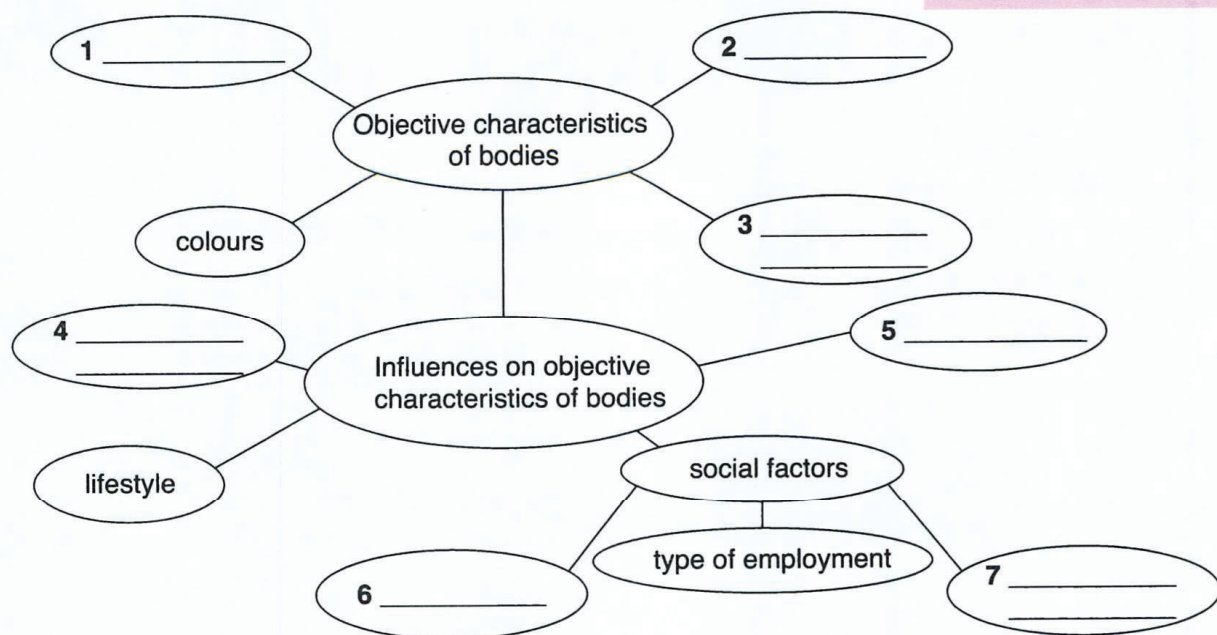 1
2
Objective characteristics
of bodies
colours
3
4
5
Influences on objective
characteristics of bodies
lifestyle
social factors
type of employment
6
7